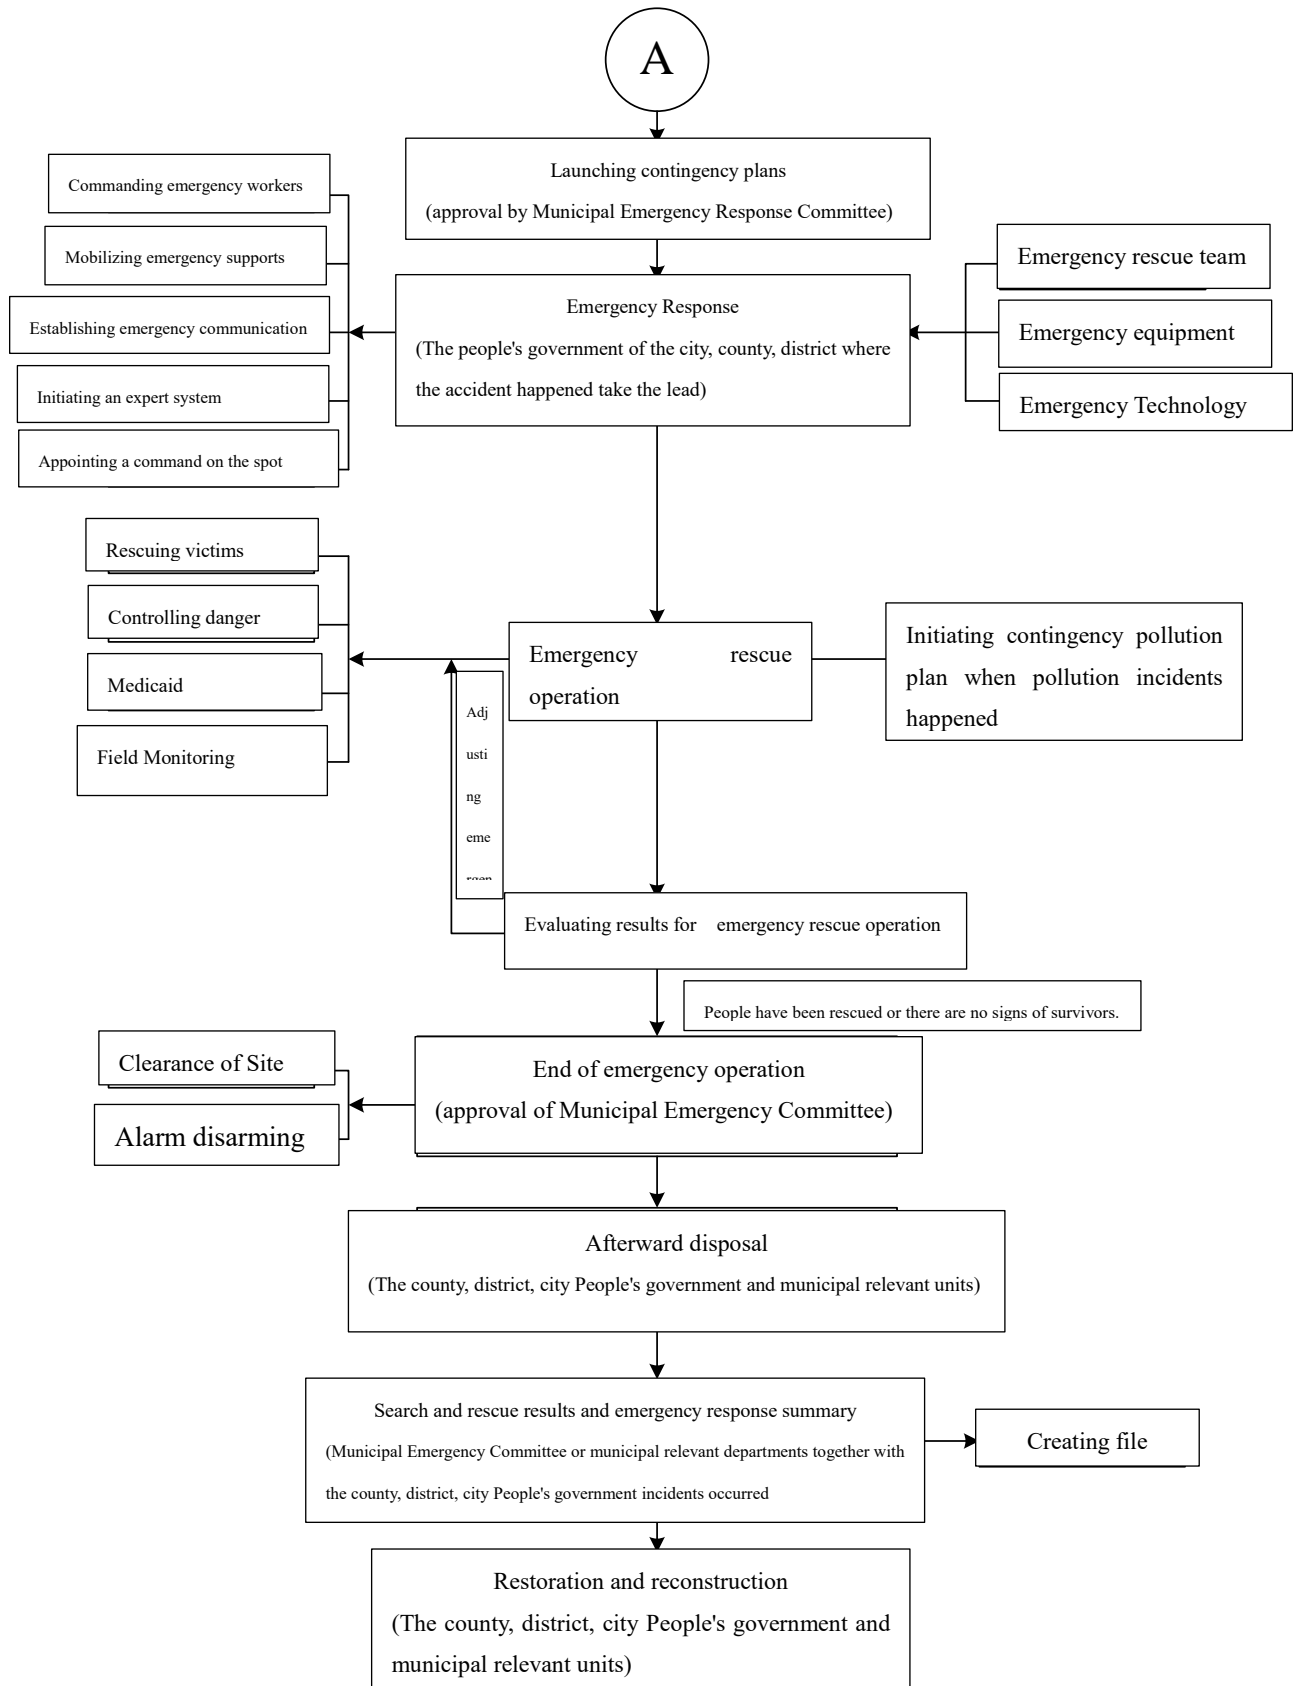 A
Launching contingency plans
(approval by Municipal Emergency Response Committee)
Commanding emergency workers
Mobilizing emergency supports
Establishing emergency communication
Initiating an expert system
Appointing a command on the spot
Emergency Response
(The people's government of the city, county, district where
the accident happened take the lead)
Emergency rescue team
Emergency equipment
Emergency Technology
Rescuing victims
Controlling danger
Medicaid
Field Monitoring
Emergency rescue
operation
Initiating contingency pollution
plan when pollution incidents
happened
Adj
usti
ng
eme
rgen
Evaluating results for emergency rescue operation
People have been rescued or there are no signs of survivors.
Clearance of Site
Alarm disarming
End of emergency operation
(approval of Municipal Emergency Committee)
Afterward disposal
(The county, district, city People's government and municipal relevant units)
Search and rescue results and emergency response summary
(Municipal Emergency Committee or municipal relevant departments together with
the county, district, city People's government incidents occurred
Creating file
Restoration and reconstruction
(The county, district, city People's government and
municipal relevant units)